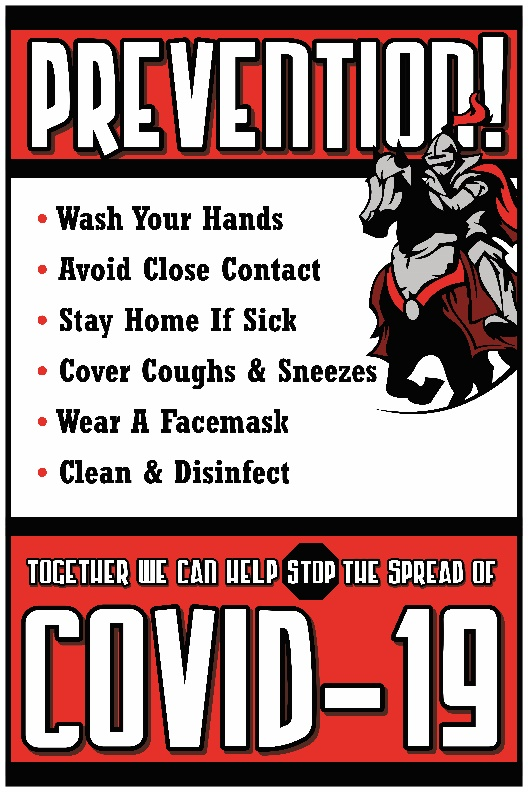 PREVENTION!
• Wash Your Hands
• Avoid Close Contact
• Stay Home If Sick
• Cover Coughs & Sneezes
• Wear A Facemask
• Clean & Disinfect
TOGETHER WE CAN HELP STOP THE SPREAD OF
COVID-19